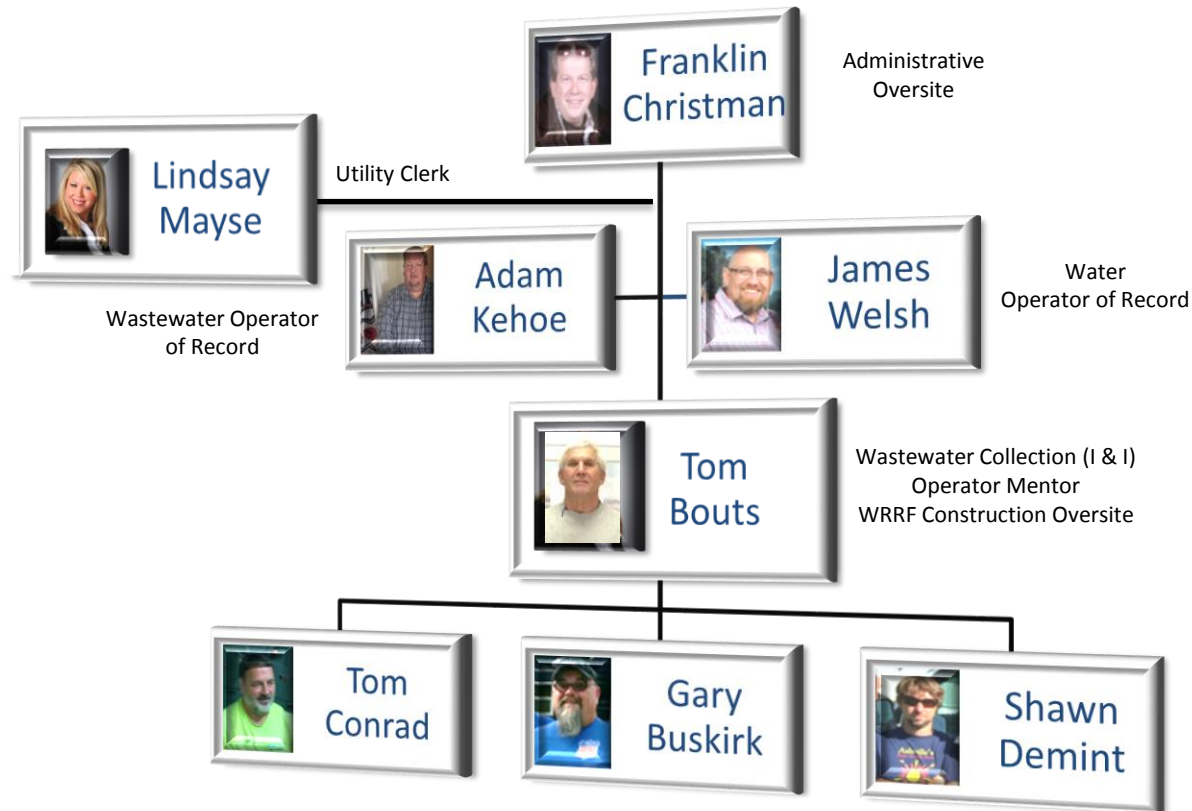 Franklin
Christman
Administrative
Oversite
Lindsay
Mayse
Utility Clerk
Adam
Kehoe
Wastewater Operator
of Record
James
Welsh
Water
Operator of Record
Tom
Bouts
Wastewater Collection (I & I)
Operator Mentor
WRRF Construction Oversite
Tom
Conrad
Gary
Buskirk
Shawn
Demint